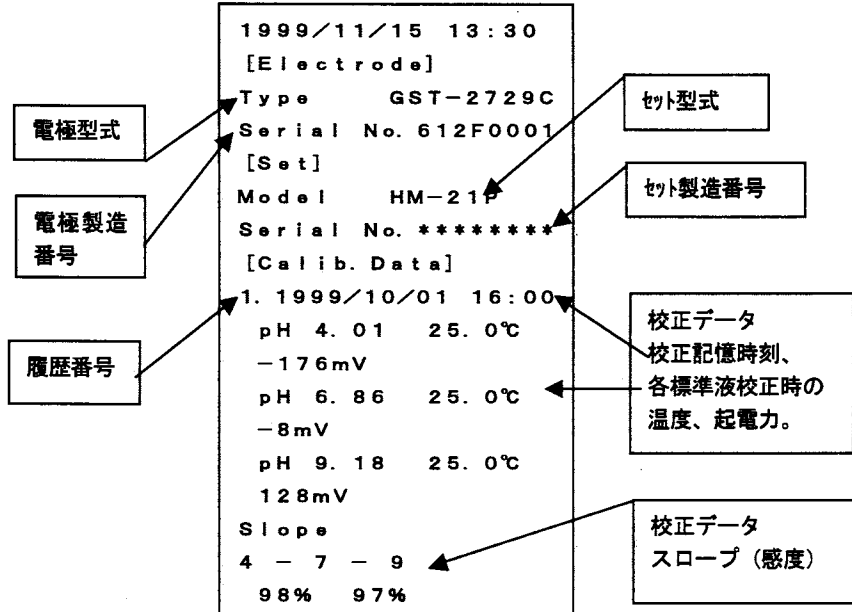 1999/11/15 13:30
[Electrode]
Type GST-2729C
Serial No. 612F0001
[Set]
Model HM-21P
Serial No. ********
[Calib. Data]
1. 1999/10/01 16:00
pH 4.01 25.0℃
-176mV
pH 6.86 25.0℃
-8mV
pH 9.18 25.0℃
128mV
Slope
4 - 7 - 9
98% 97%
電極型式
電極製造
番号
履歴番号
ｾｯﾄ型式
ｾｯﾄ製造番号
校正データ
校正記憶時刻、
各標準液校正時の
温度、起電力。
校正データ
スロープ（感度）